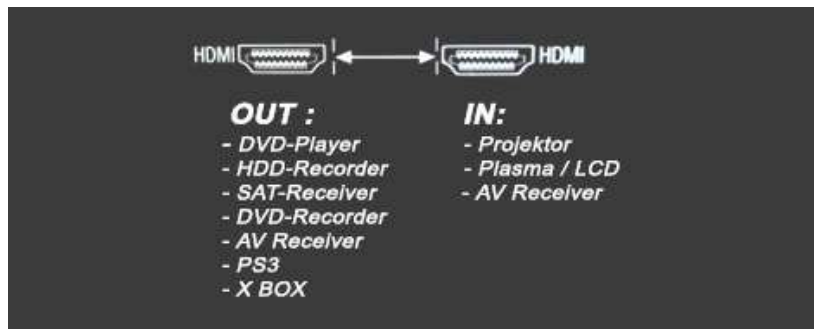 HDMI HDMI
OUT :
- DVD-Player
- HDD-Recorder
- SAT-Receiver
- DVD-Recorder
- AV Receiver
- PS3
- X BOX
IN:
- Projektor
- Plasma / LCD
- AV Receiver